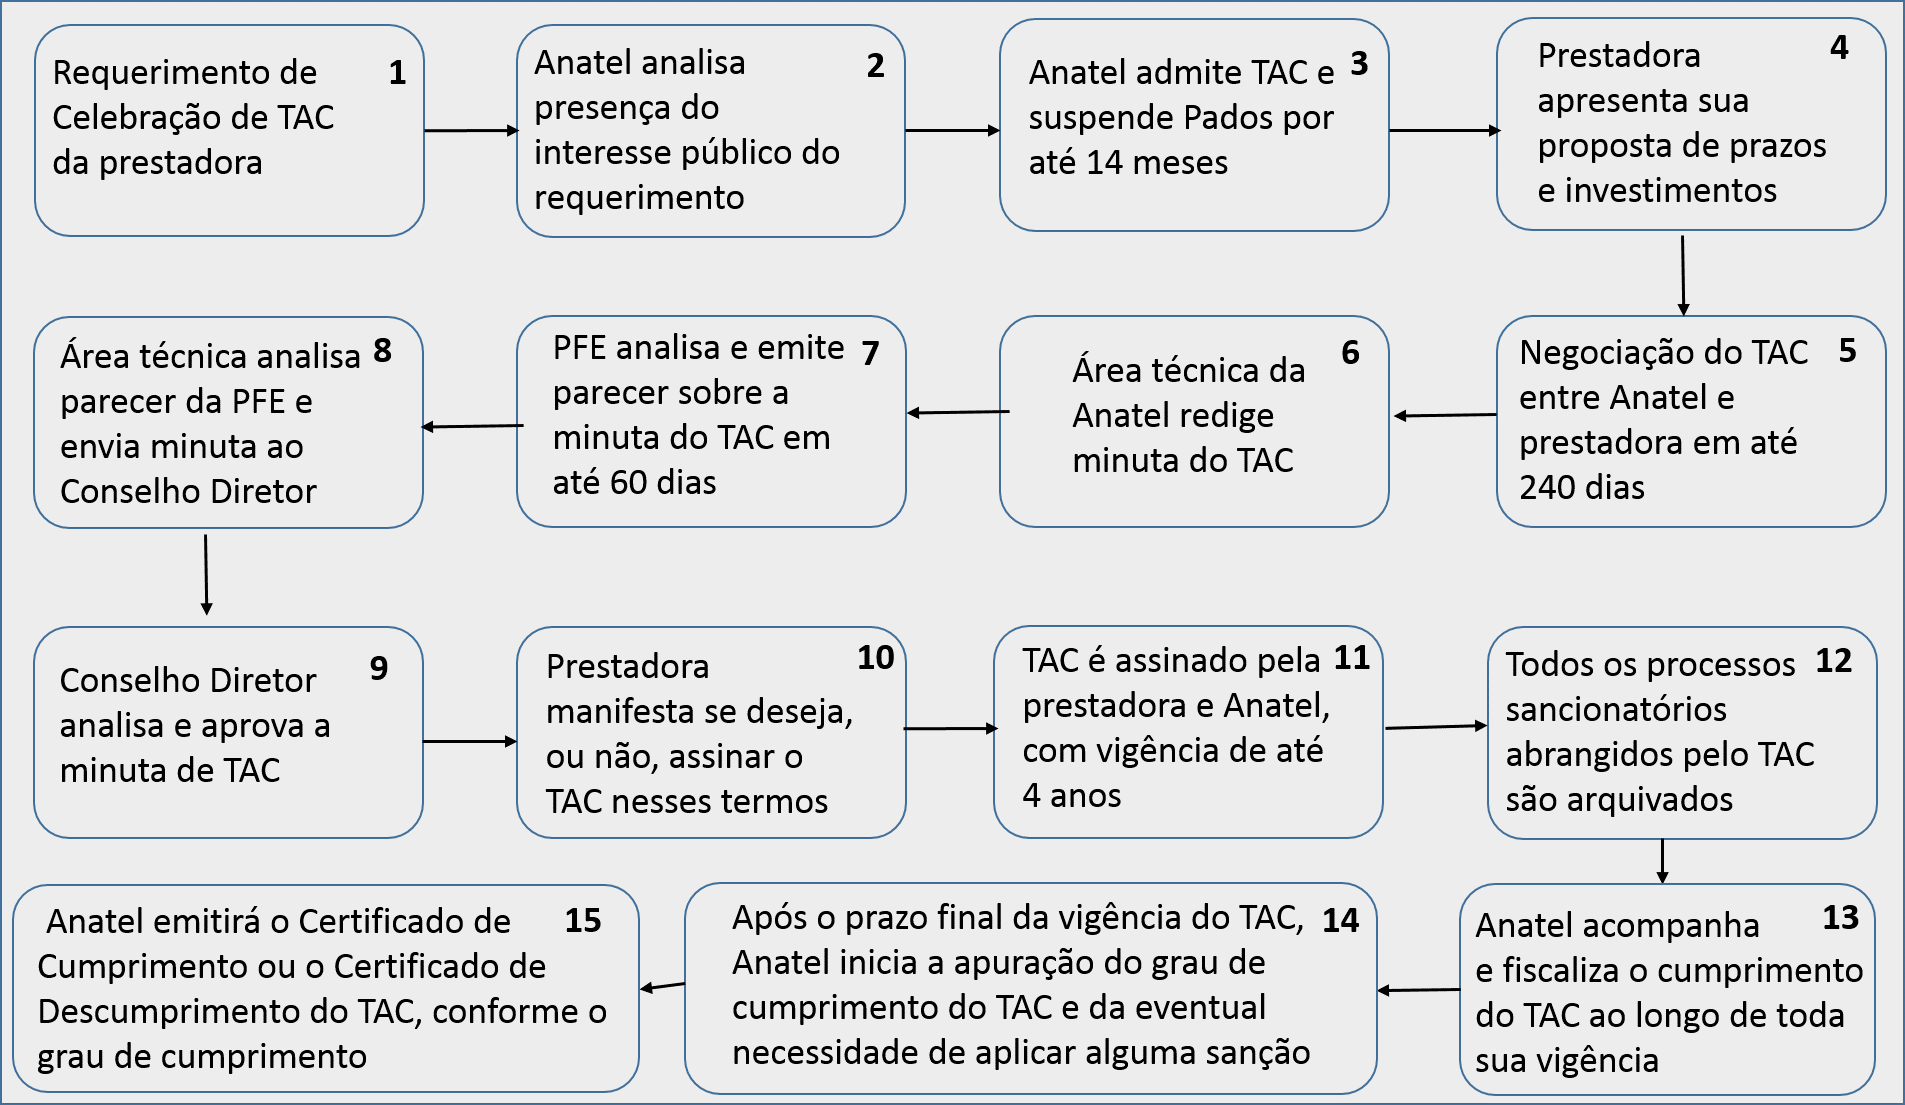 Requerimento de 1
Celebração de TAC
da prestadora
Anatel analisa 2
presença do
interesse público do
requerimento
Anatel admite TAC e 3
suspende Pados por
até 14 meses
Prestadora 4
apresenta sua
proposta de prazos
e investimentos
Negociação do TAC 5
entre Anatel e
prestadora em até
240 dias
Área técnica da 6
Anatel redige
minuta do TAC
PFE analisa e emite 7
parecer sobre a
minuta do TAC em
até 60 dias
Área técnica analisa 8
parecer da PFE e
envia minuta ao
Conselho Diretor
Conselho Diretor 9
analisa e aprova a
minuta de TAC
Prestadora 10
manifesta se deseja,
ou não, assinar o
TAC nesses termos
TAC é assinado pela 11
prestadora e Anatel,
com vigência de até
4 anos
Todos os processos 12
sancionatórios
abrangidos pelo TAC
são arquivados
Anatel acompanha 13
e fiscaliza o cumprimento
do TAC ao longo de toda
sua vigência
Após o prazo final da vigência do TAC, 14
Anatel inicia a apuração do grau de
cumprimento do TAC e da eventual
necessidade de aplicar alguma sanção
Anatel emitirá o Certificado de 15
Cumprimento ou o Certificado de
Descumprimento do TAC, conforme o
grau de cumprimento